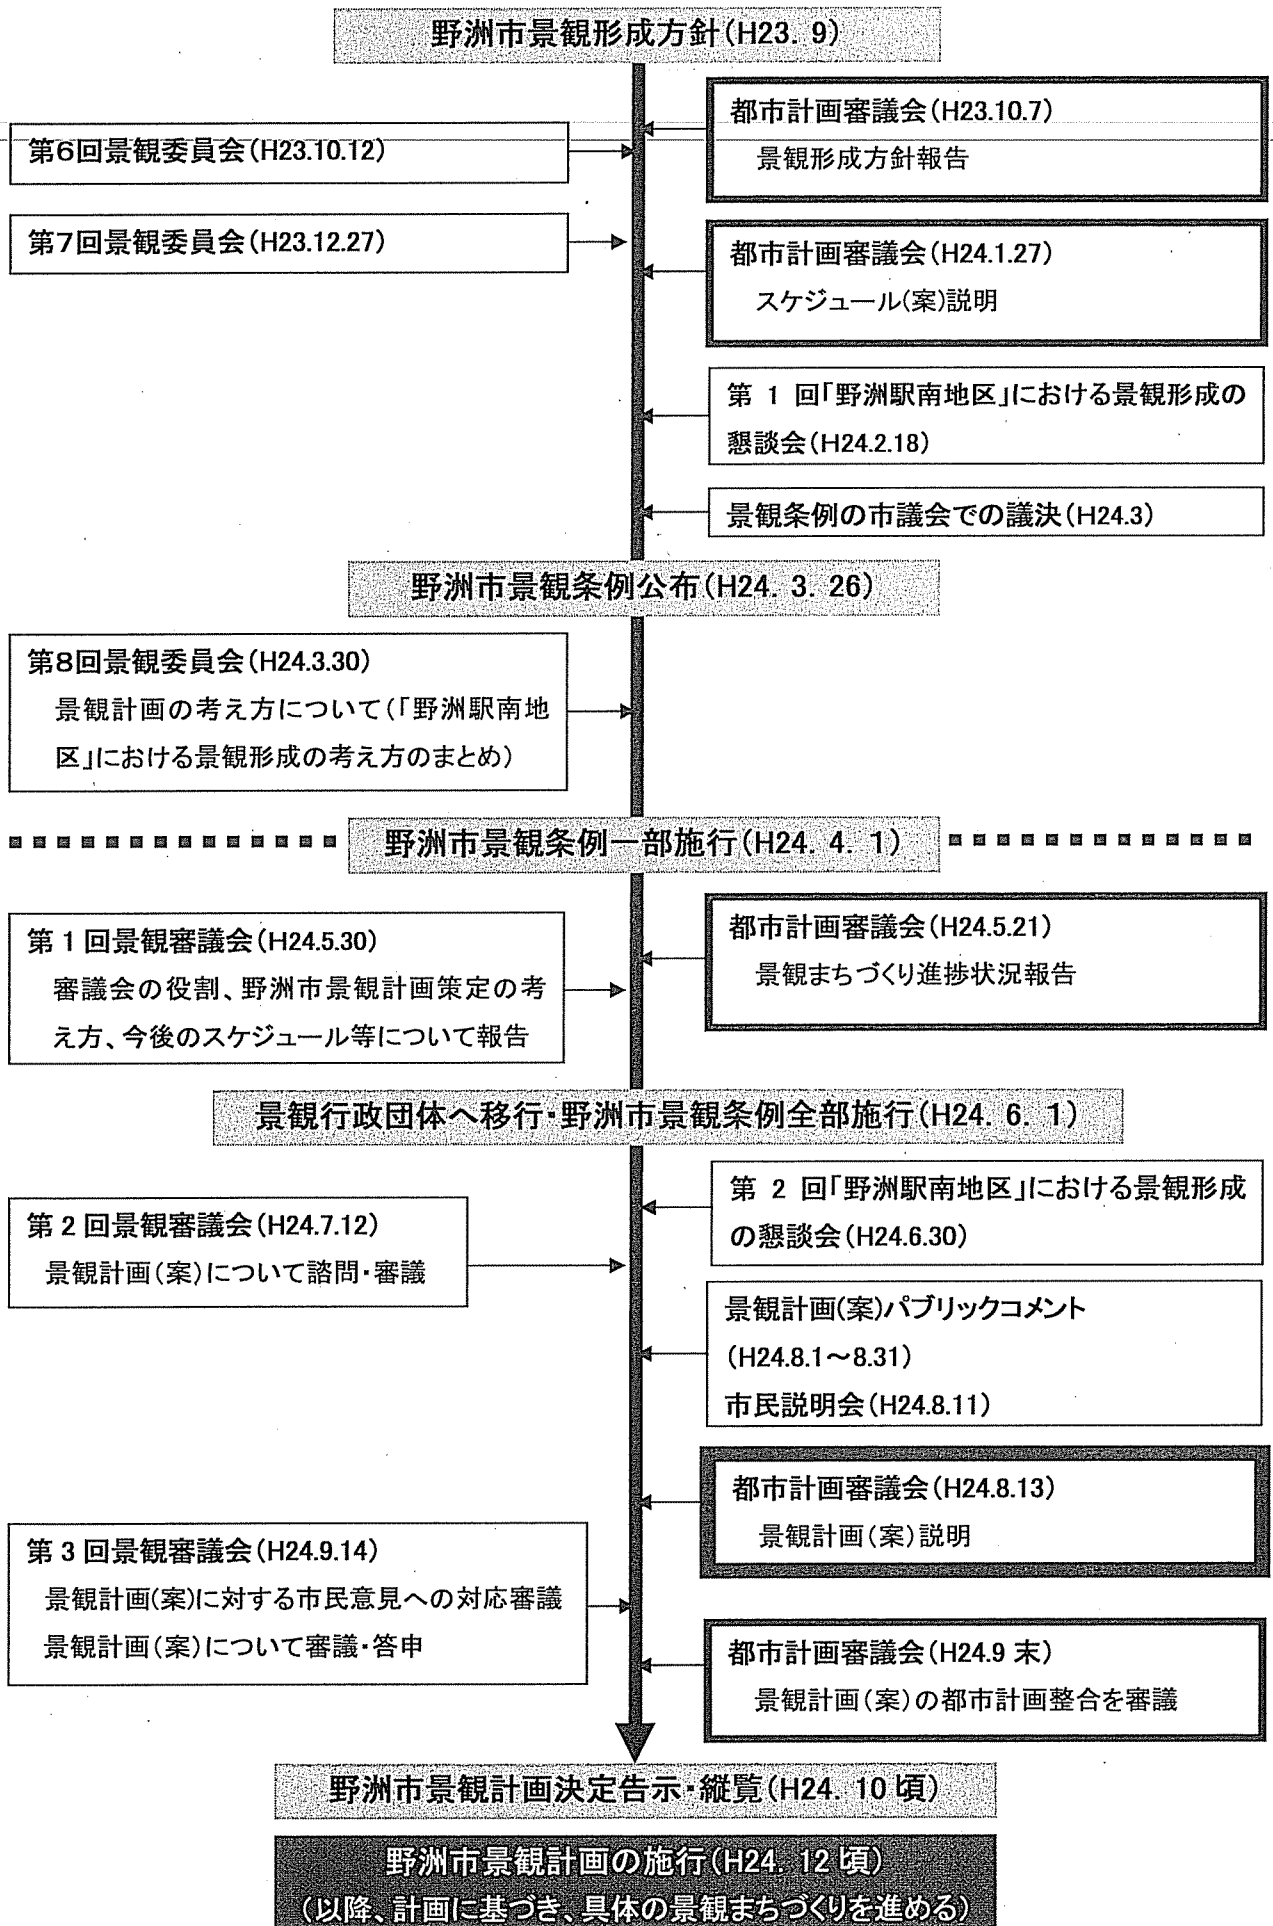 野洲市景観形成方針(H23. 9)
都市計画審議会(H23.10.7)
景観形成方針報告
第6回景観委員会(H23.10.12)
第7回景観委員会(H23.12.27)
都市計画審議会(H24.1.27)
スケジュール(案)説明
第 1 回「野洲駅南地区」における景観形成の
懇談会(H24.2.18)
景観条例の市議会での議決(H24.3)
野洲市景観条例公布(H24. 3. 26)
第8回景観委員会(H24.3.30)
景観計画の考え方について(「野洲駅南地
区」における景観形成の考え方のまとめ)
野洲市景観条例一部施行(H24. 4. 1)
都市計画審議会(H24.5.21)
景観まちづくり進捗状況報告
第 1 回景観審議会(H24.5.30)
審議会の役割、野洲市景観計画策定の考
え方、今後のスケジュール等について報告
景観行政団体へ移行・野洲市景観条例全部施行(H24. 6. 1)
第 2 回「野洲駅南地区」における景観形成
の懇談会(H24.6.30)
第 2 回景観審議会(H24.7.12)
景観計画(案)について諮問・審議
景観計画(案)パブリックコメント
(H24.8.1～8.31)
市民説明会(H24.8.11)
都市計画審議会(H24.8.13)
景観計画(案)説明
第 3 回景観審議会(H24.9.14)
景観計画(案)に対する市民意見への対応審議
景観計画(案)について審議・答申
都市計画審議会(H24.9 末)
景観計画(案)の都市計画整合を審議
野洲市景観計画決定告示・縦覧(H24. 10 頃)
野洲市景観計画の施行(H24. 12 頃)
(以降、計画に基づき、具体の景観まちづくりを進める)